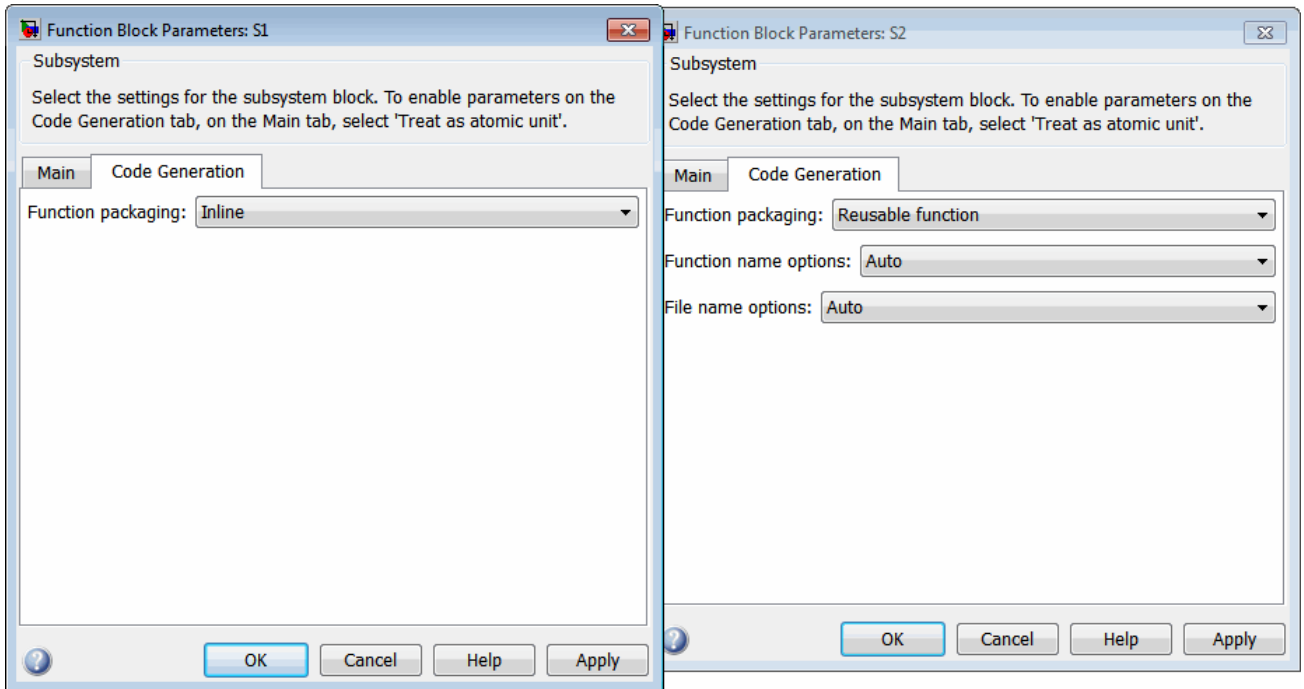 Function Block Parameters: S1
Subsystem
Select the settings for the subsystem block. To enable parameters on the
Code Generation tab, on the Main tab, select 'Treat as atomic unit'.
Main
Code Generation
Function packaging: Inline
OK
Cancel
Help
Apply
Function Block Parameters: S2
Subsystem
Select the settings for the subsystem block. To enable parameters on the
Code Generation tab, on the Main tab, select 'Treat as atomic unit'.
Main
Code Generation
Function packaging: Reusable function
Function name options: Auto
File name options: Auto
OK
Cancel
Help
Apply